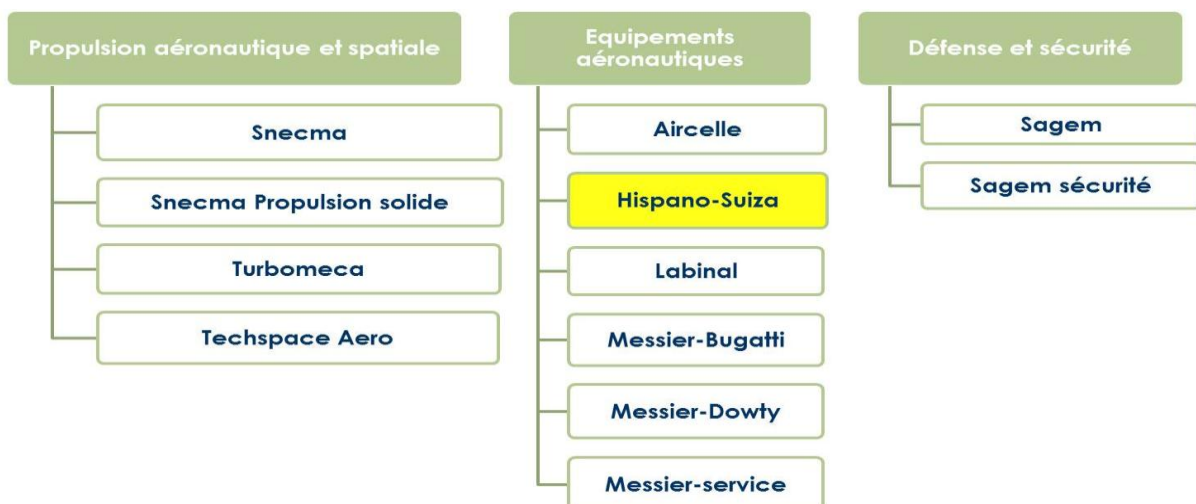 Propulsion aéronautique et spatiale
Snecma
Snecma Propulsion solide
Turbomeca
Techspace Aero
Equipements
aéronautiques
Aircelle
Hispano-Suiza
Labinal
Messier-Bugatti
Messier-Dowty
Messier-service
Défense et sécurité
Sagem
Sagem sécurité